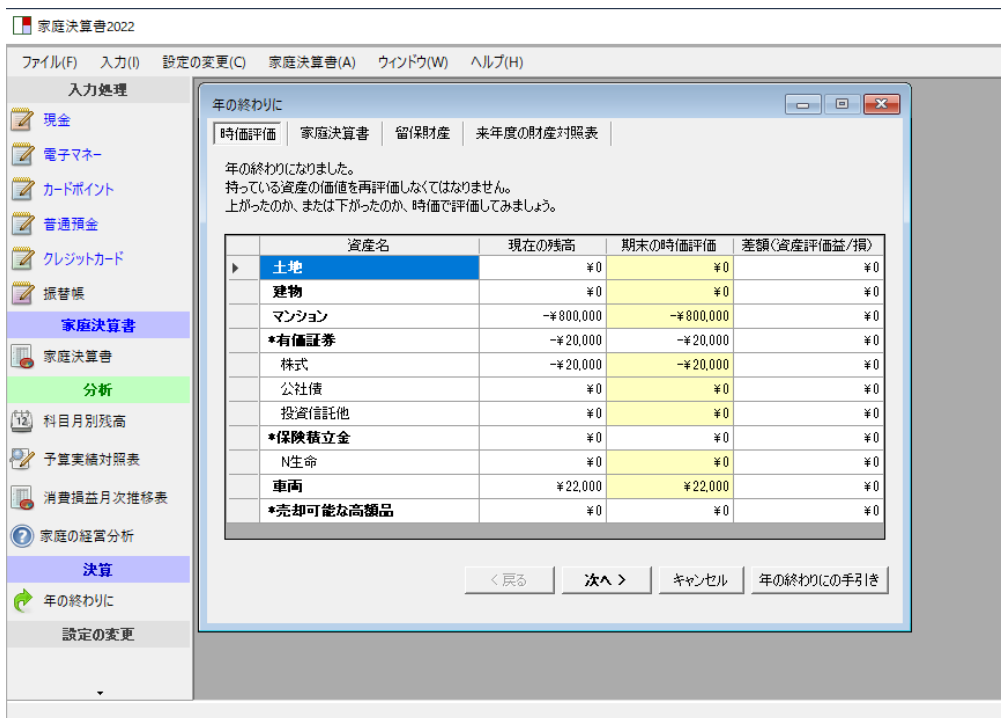 家庭決算書2022
ファイル(F) 入力(I) 設定の変更(C) 家庭決算書(A) ウィンドウ(W) ヘルプ(H)
入力処理
現金
電子マネー
カードポイント
普通預金
クレジットカード
振替帳
家庭決算書
家庭決算書
分析
科目月別残高
予算実績対照表
消費損益月次推移表
家庭の経営分析
決算
年の終わりに
設定の変更
年の終わりに
時価評価 家庭決算書 留保財産 来年度の財産対照表
年の終わりになりました。
持っている資産の価値を再評価しなくてはなりません。
上がったのか、または下がったのか、時価で評価してみましょう。
資産名 現在の残高 期末の時価評価 差額(資産評価益/損)
土地 ¥0 ¥0 ¥0
建物 ¥0 ¥0 ¥0
マンション -¥800,000 -¥800,000 ¥0
*有価証券 -¥20,000 -¥20,000 ¥0
株式 -¥20,000 -¥20,000 ¥0
公社債 ¥0 ¥0 ¥0
投資信託他 ¥0 ¥0 ¥0
*保険積立金 ¥0 ¥0 ¥0
N生命 ¥0 ¥0 ¥0
車両 ¥22,000 ¥22,000 ¥0
*売却可能な高額品 ¥0 ¥0 ¥0
< 戻る 次へ > キャンセル 年の終わりにの手引き